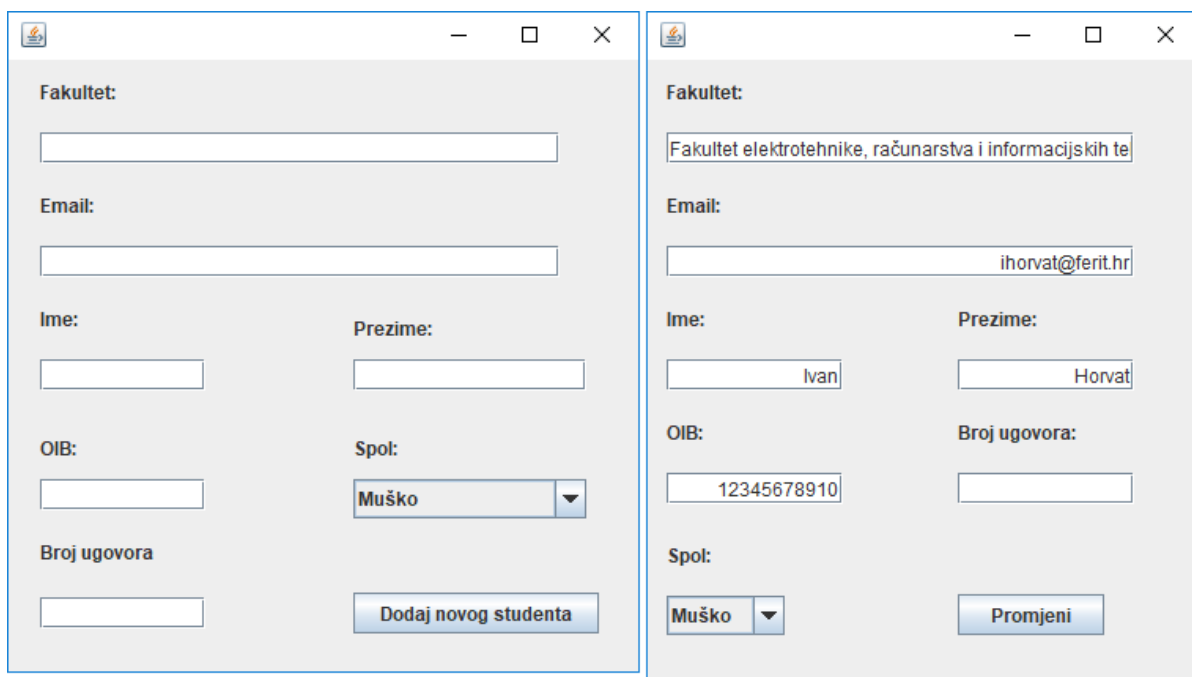 Fakultet:
Email:
Ime:
Prezime:
OIB:
Spol:
Muško
Broj ugovora
Dodaj novog studenta
Fakultet:
Fakultet elektrotehnike, računarstva i informacijskih tel
Email:
ihorvat@ferit.hr
Ime:
Prezime:
Ivan
Horvat
OIB:
Broj ugovora:
12345678910
Spol:
Muško
Promjeni